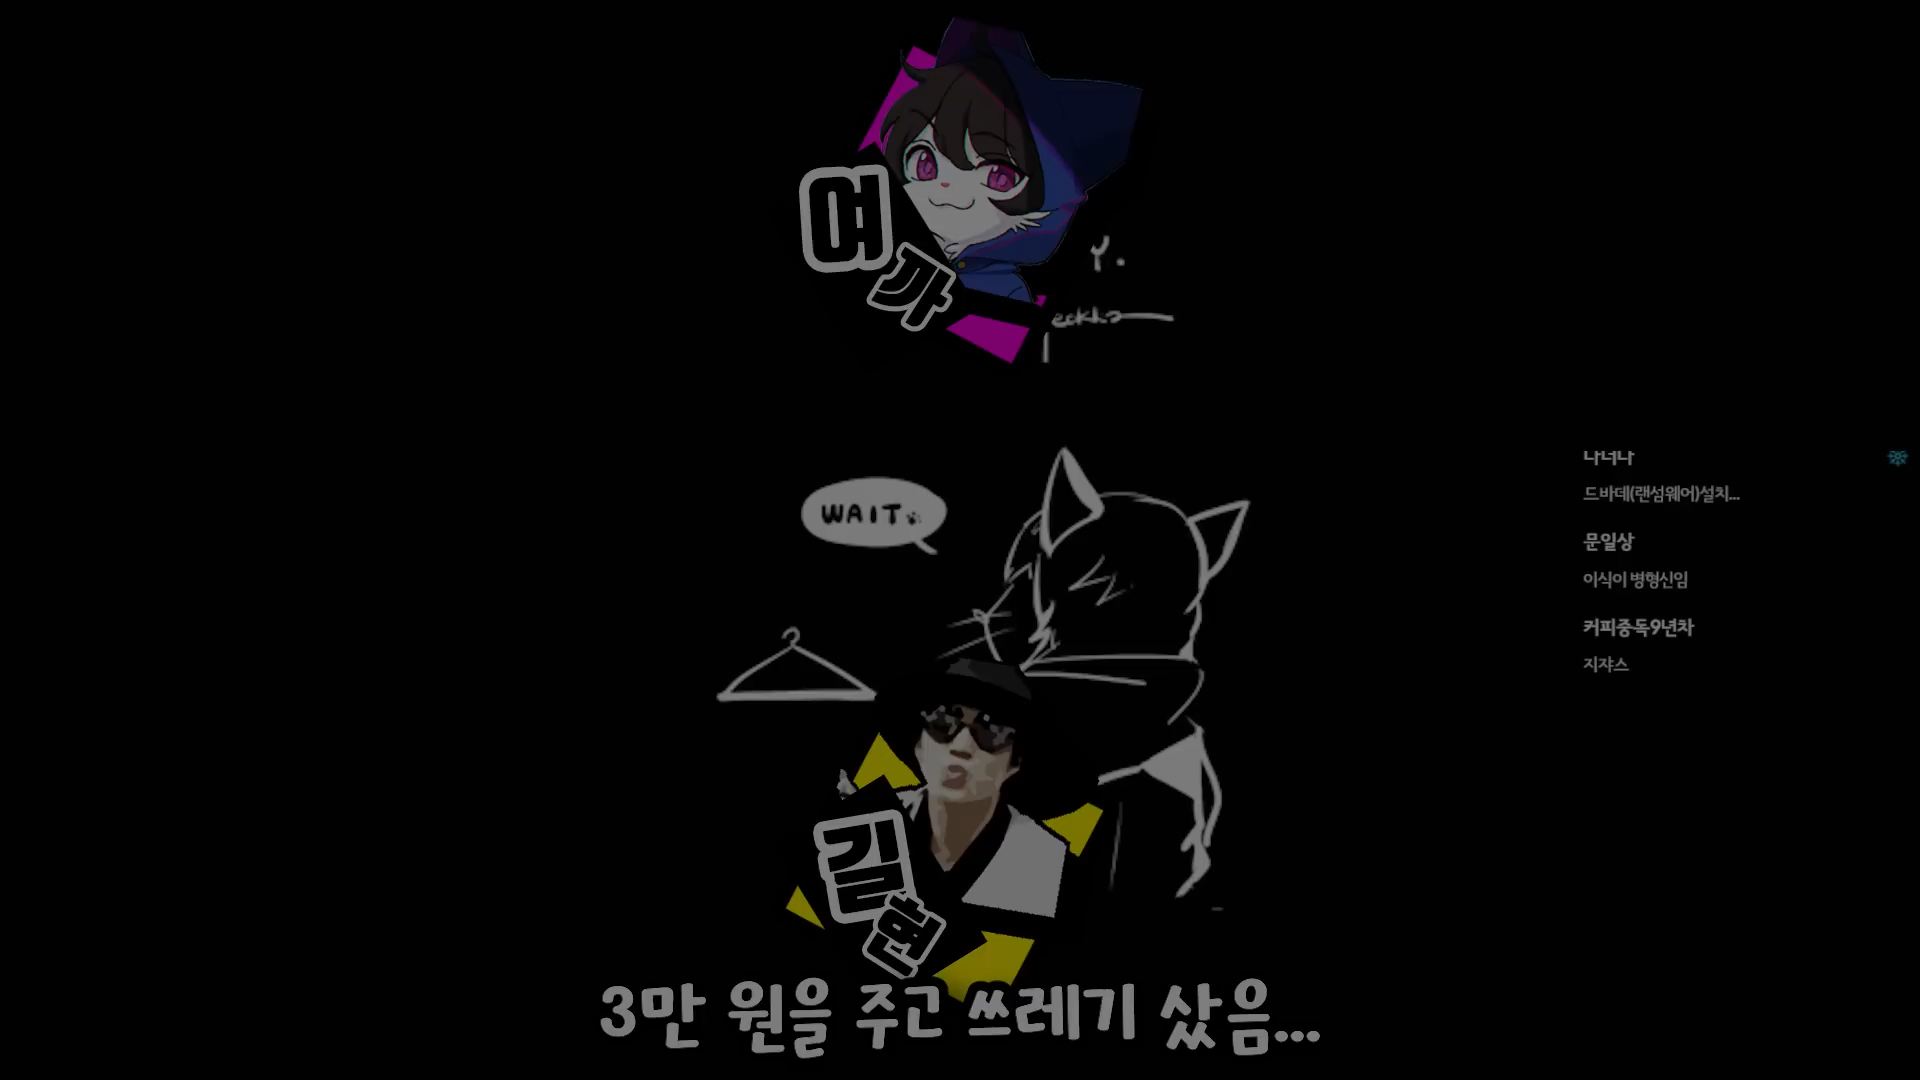 여
까
Y.
eckka
WAIT
나너나
드바데(랜섬웨어)설치...
문일상
이식이 병형신임
커피중독9년차
지쟈스
길
현
3만 원을 주고 쓰레기 샀음...